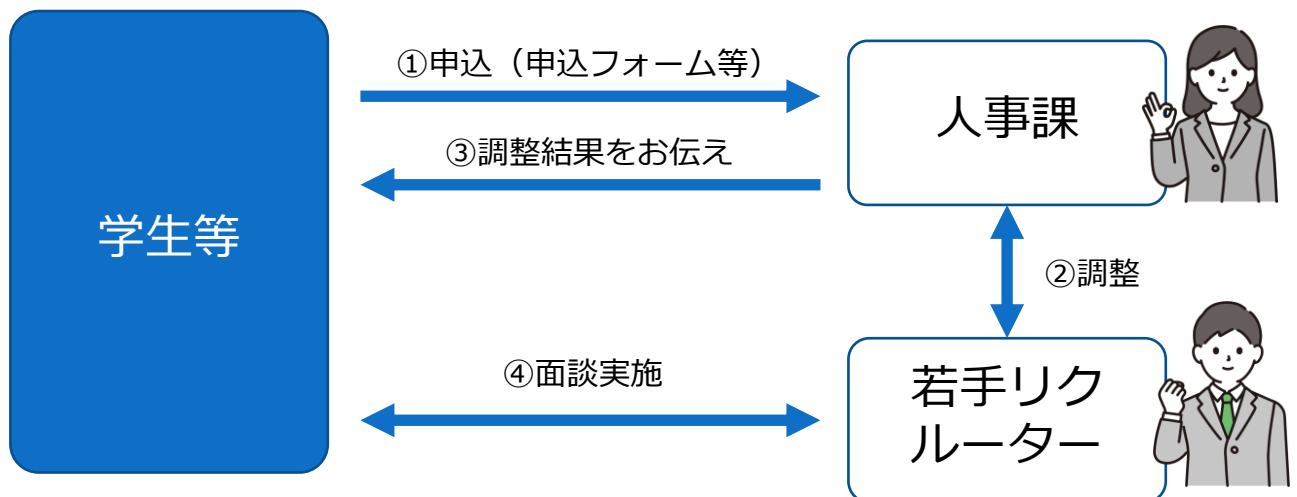 ①申込（申込フォーム等）
人事課
③調整結果をお伝え
学生等
②調整
④面談実施
若手リク
ルーター